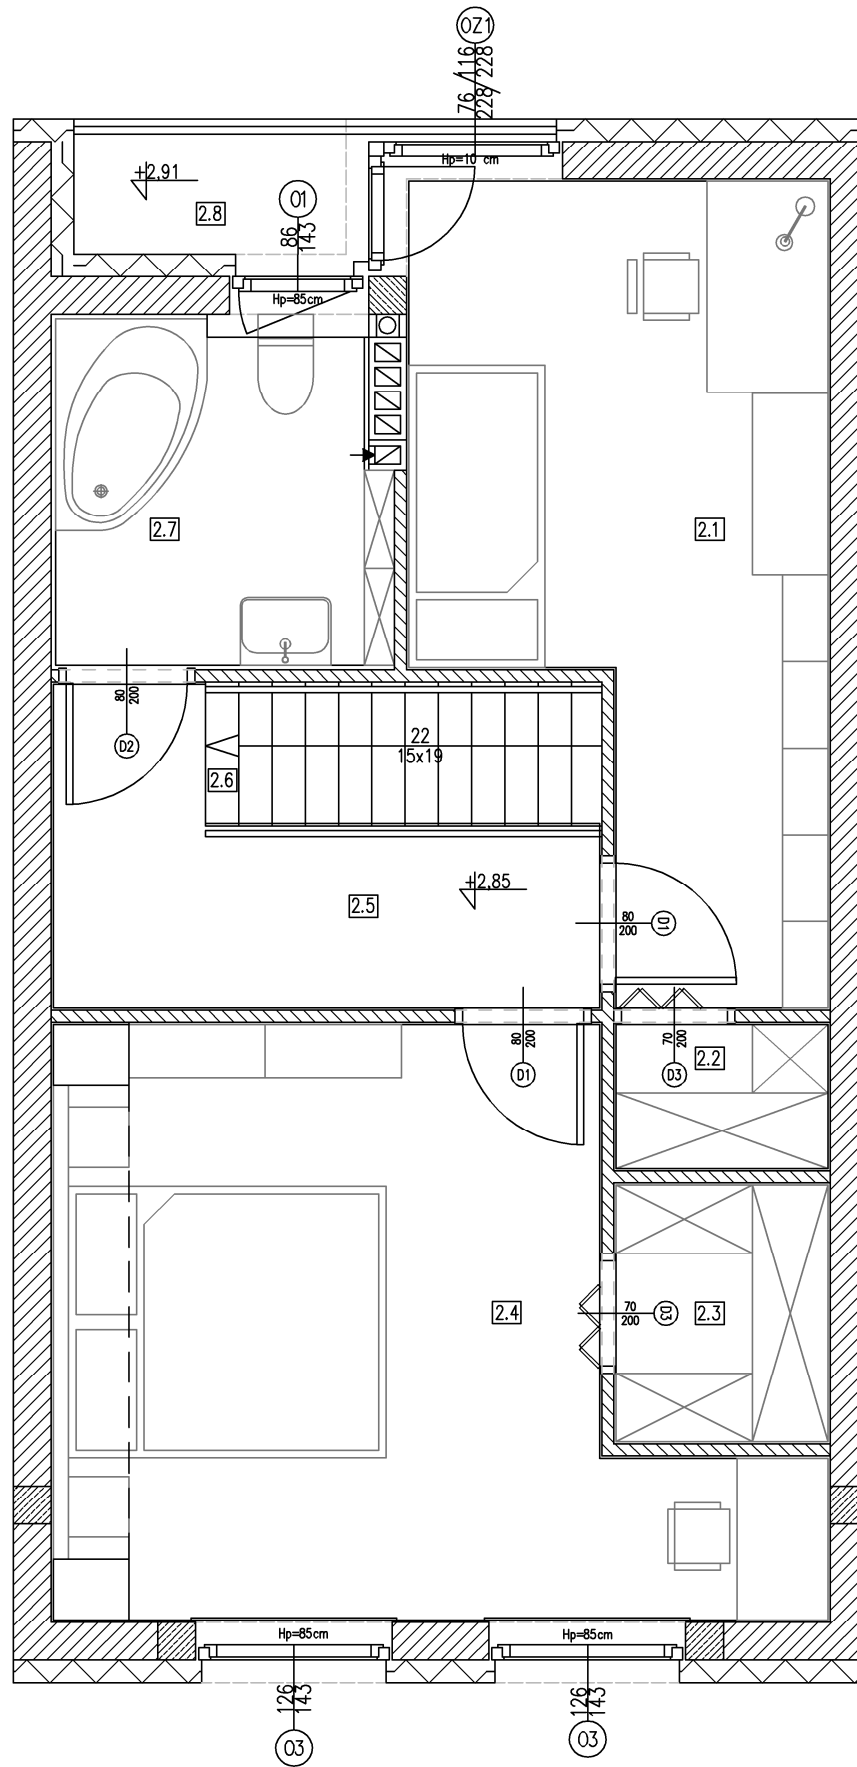 OZ1
76 / 116
228 / 228
Hp=10 cm
+2,91
2.8
O1
86
143
Hp=85cm
2.7
2.1
80
200
D2
22
15x19
2.6
2.5
+2,85
80
200
D1
80
200
D1
70
200
D3
2.2
2.4
70
200
D3
2.3
Hp=85cm
Hp=85cm
126
143
O3
126
143
O3